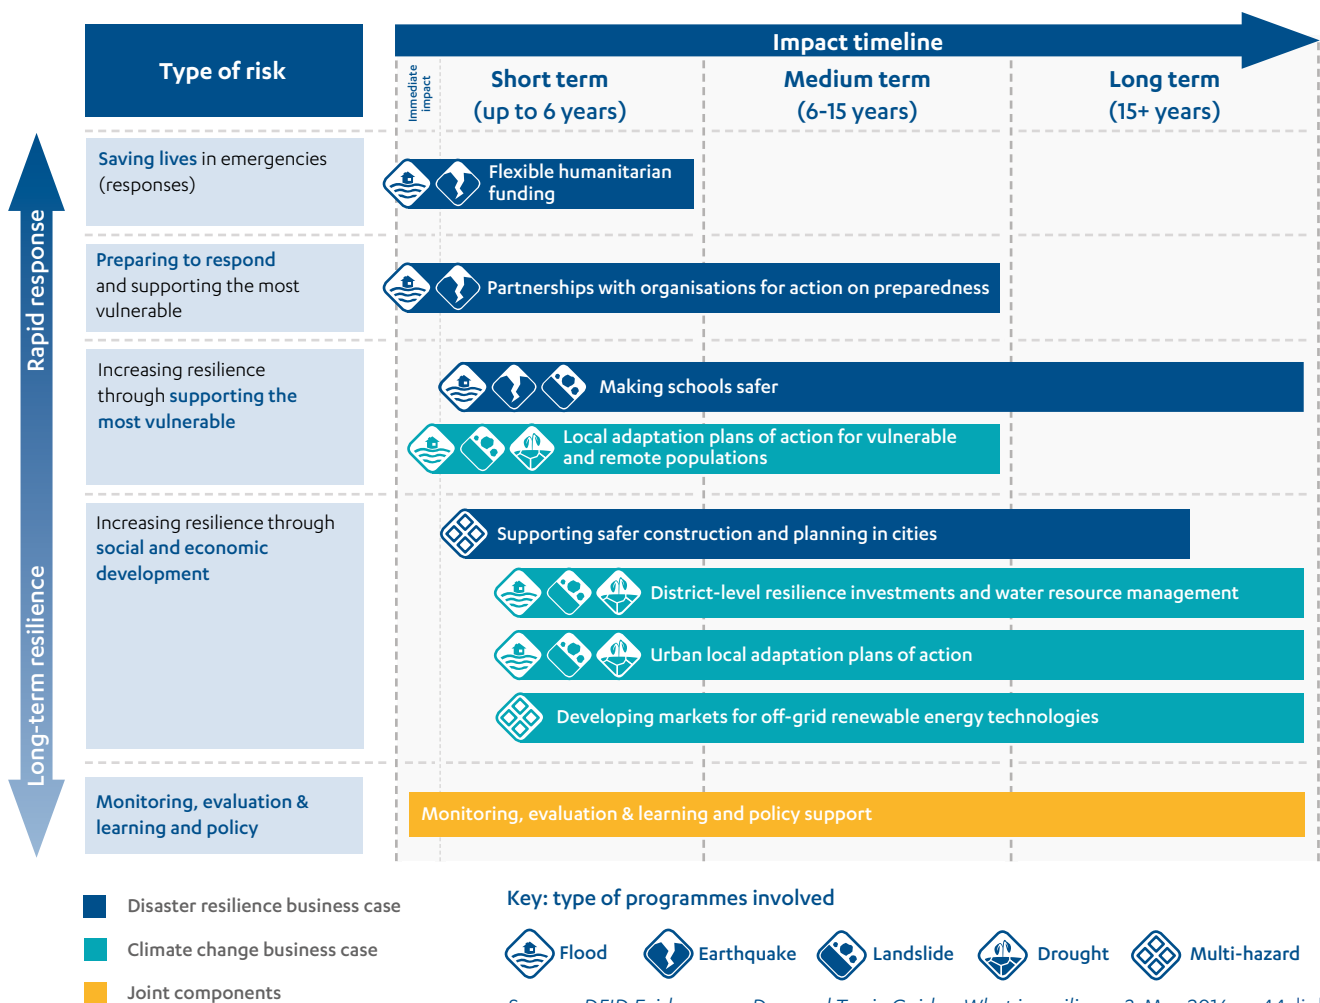 Type of risk
Impact timeline
Immediate
impact
Short term
(up to 6 years)
Medium term
(6-15 years)
Long term
(15+ years)
Rapid response
Long-term resilience
Saving lives in emergencies
(responses)
Flexible humanitarian
funding
Preparing to respond
and supporting the most
vulnerable
Partnerships with organisations for action on preparedness
Increasing resilience
through supporting the
most vulnerable
Making schools safer
Local adaptation plans of action for vulnerable
and remote populations
Increasing resilience through
social and economic
development
Supporting safer construction and planning in cities
District-level resilience investments and water resource management
Urban local adaptation plans of action
Developing markets for off-grid renewable energy technologies
Monitoring, evaluation &
learning and policy
Monitoring, evaluation & learning and policy support
Disaster resilience business case
Climate change business case
Joint components
Key: type of programmes involved
Flood
Earthquake
Landslide
Drought
Multi-hazard